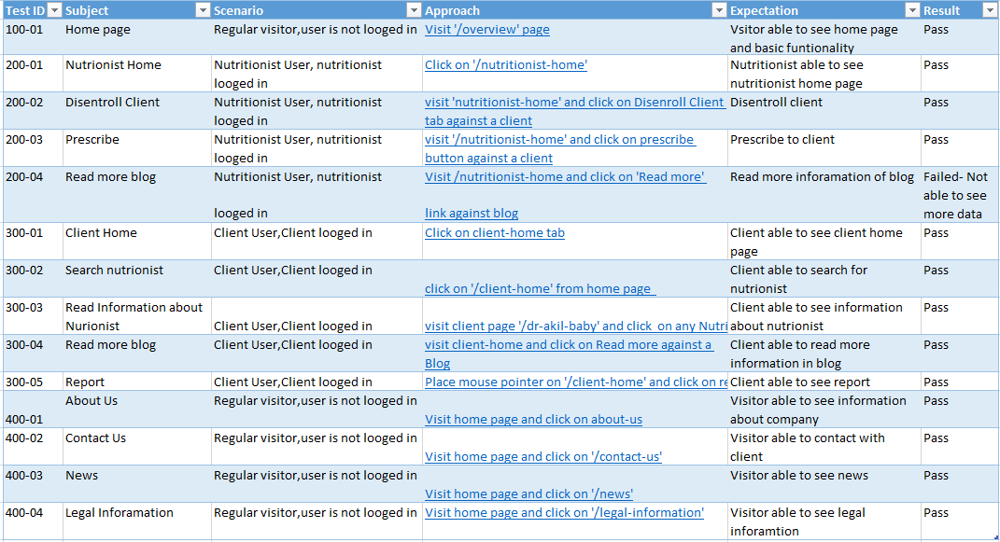 Test ID Subject Scenario Approach Expectation Result
100-01 Home page Regular visitor,user is not looged in Visit '/overview' page Vsitor able to see home page Pass
and basic funtionality
200-01 Nutrionist Home Nutritionist User, nutritionist Click on '/nutritionist-home' Nutritionist able to see Pass
looged in nutritionist home page
200-02 Disentroll Client Nutritionist User, nutritionist visit 'nutritionist-home' and click on Disenroll Client Disentroll client Pass
looged in tab against a client
200-03 Prescribe Nutritionist User, nutritionist visit '/nutritionist-home' and click on prescribe Prescribe to client Pass
looged in button against a client
200-04 Read more blog Nutritionist User, nutritionist Visit /nutritionist-home and click on 'Read more' Read more inforamation of blog Failed- Not
able to see
looged in link against blog more data
300-01 Client Home Client User,Client looged in Click on client-home tab Client able to see client home Pass
page
300-02 Search nutrionist Client User,Client looged in Client able to search for Pass
click on '/client-home' from home page nutrionist
300-03 Read Information about Client able to see information Pass
Nurionist Client User,Client looged in visit client page '/dr-akil-baby' and click on any Nutri about nutrionist
300-04 Read more blog Client User,Client looged in visit client-home and click on Read more against a Client able to read more Pass
Blog information in blog
300-05 Report Client User,Client looged in Place mouse pointer on '/client-home' and click on re Client able to see report Pass
About Us Regular visitor,user is not looged in Visitor able to see information Pass
400-01 Visit home page and click on about-us about company
400-02 Contact Us Regular visitor,user is not looged in Visitor able to contact with Pass
Visit home page and click on '/contact-us' client
400-03 News Regular visitor,user is not looged in Visitor able to see news Pass
Visit home page and click on '/news'
400-04 Legal Inforamation Regular visitor,user is not looged in Visit home page and click on '/legal-information' Visitor able to see legal Pass
inforamtion